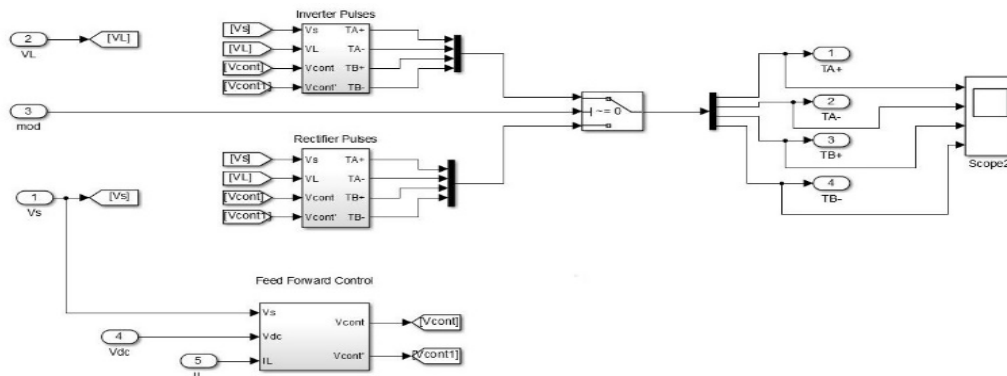 Inverter Pulses
2
VL
[VL]
[Vs]
[VL]
[Vcont]
[Vcont1]
Vs
VL
Vcont
Vcont'
TA+
TA-
TB+
TB-
3
mod
~= 0
1
TA+
2
TA-
3
TB+
4
TB-
Scope2
Rectifier Pulses
[Vs]
[VL]
[Vcont]
[Vcont1]
Vs
VL
Vcont
Vcont'
TA+
TA-
TB+
TB-
1
Vs
[Vs]
Feed Forward Control
4
Vdc
5
Vs
Vdc
IL
Vcont
Vcont'
[Vcont]
[Vcont1]